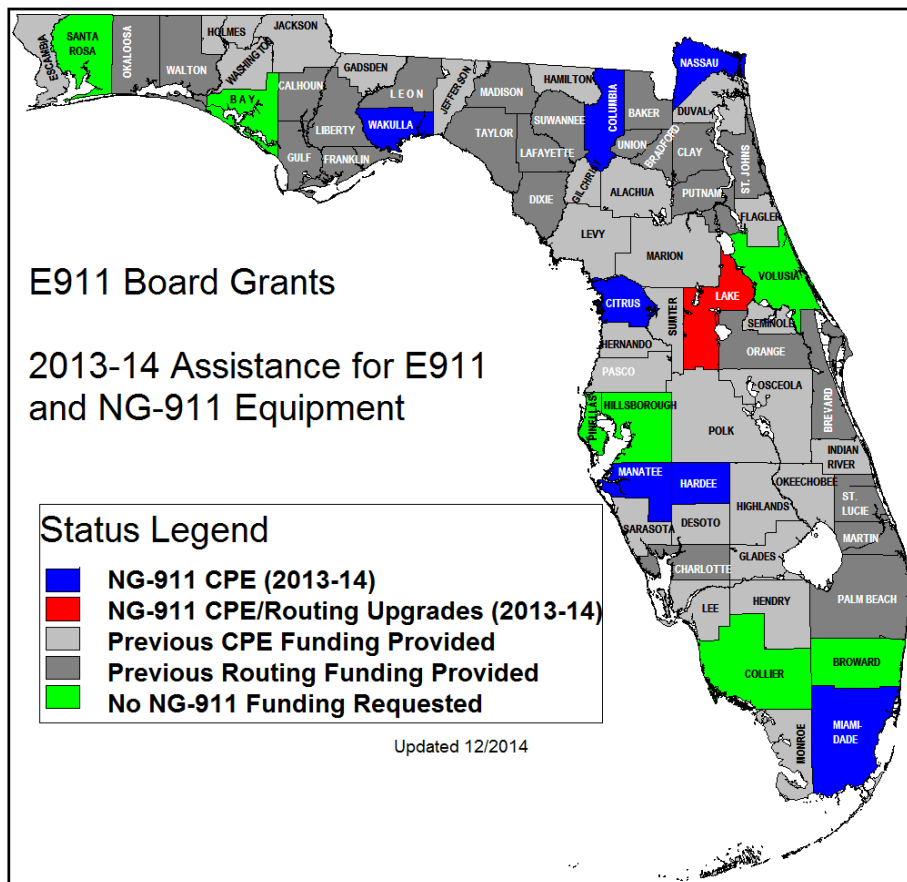 JACKSON
HOLMES
SANTA
ROSA
ESCAMBIA
OKALOOSA
WALTON
WASHINGTON
BAY
CALHOUN
GADSDEN
LEON
JEFFERSON
LIBERTY
WAKULLA
GULF
FRANKLIN
MADISON
TAYLOR
HAMILTON
SUWANNEE
LAFAYETTE
DIXIE
COLUMBIA
NASSAU
BAKER
DUVAL
UNION
BRADFORD
CLAY
ST. JOHNS
ALACHUA
PUTNAM
FLAGLER
LEVY
MARION
VOLUSIA
E911 Board Grants
CITRUS
SUMTER
LAKE
SEMINOLE
HERNANDO
ORANGE
2013-14 Assistance for E911
and NG-911 Equipment
PASCO
OSCEOLA
BREVARD
PINELLAS
HILLSBOROUGH
POLK
INDIAN
RIVER
MANATEE
HARDEE
OKEECHOBEE
HIGHLANDS
ST.
LUCIE
SARASOTA
DESOTO
MARTIN
CHARLOTTE
GLADES
LEE
HENDRY
PALM BEACH
COLLIER
BROWARD
MONROE
MIAMI-
DADE
Status Legend
NG-911 CPE (2013-14)
NG-911 CPE/Routing Upgrades (2013-14)
Previous CPE Funding Provided
Previous Routing Funding Provided
No NG-911 Funding Requested
Updated 12/2014